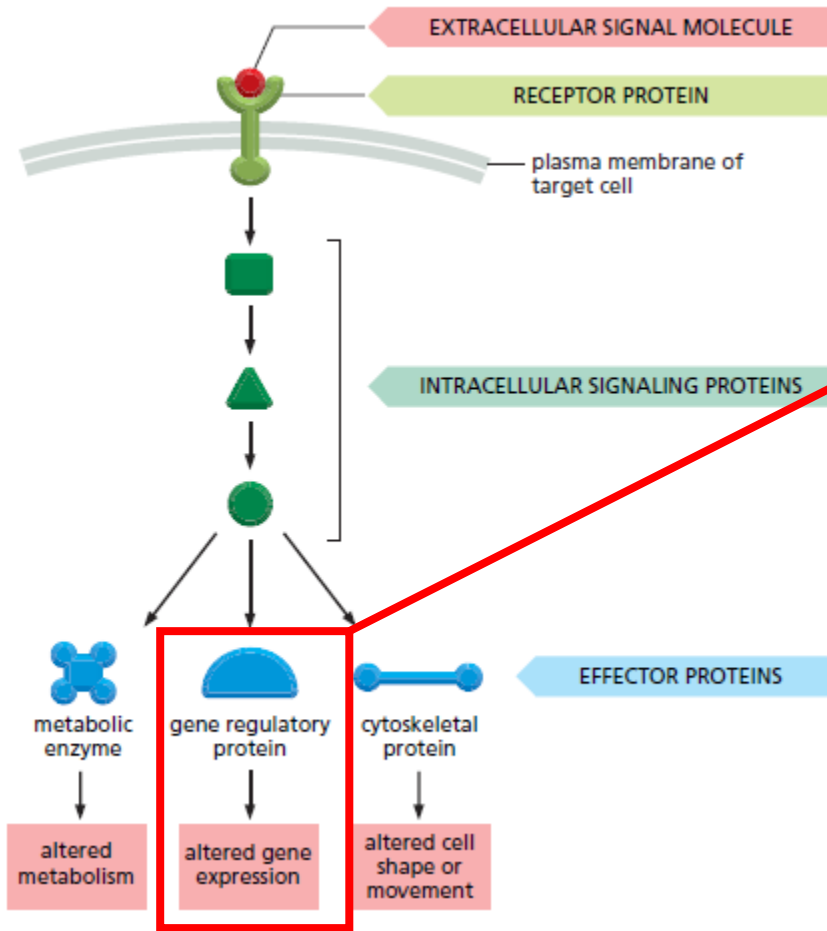 EXTRACELLULAR SIGNAL MOLECULE
RECEPTOR PROTEIN
plasma membrane of
target cell
INTRACELLULAR SIGNALING PROTEINS
EFFECTOR PROTEINS
metabolic
enzyme
gene regulatory
protein
cytoskeletal
protein
altered
metabolism
altered gene
expression
altered cell
shape or
movement